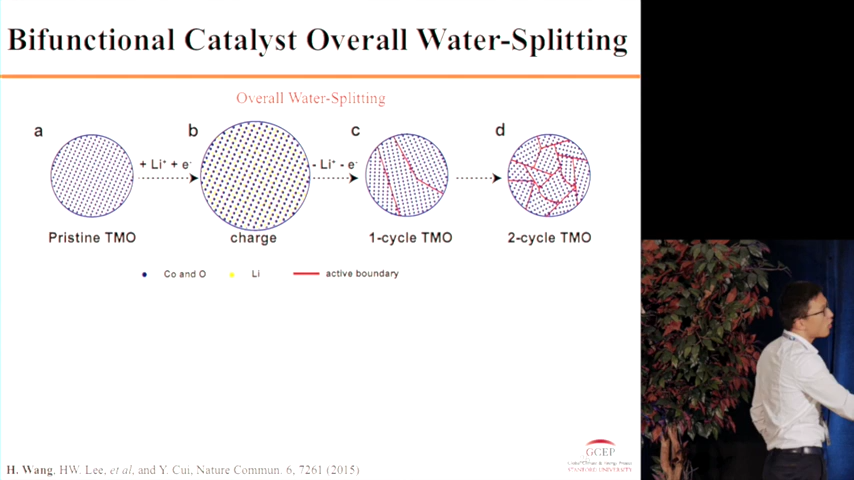 Bifunctional Catalyst Overall Water-Splitting
Overall Water-Splitting
a b c d
+ Li⁺ + e⁻ - Li⁺ - e⁻
Pristine TMO charge 1-cycle TMO 2-cycle TMO
Co and O Li active boundary
GCEP
STANFORD UNIVERSITY
H. Wang, HW. Lee, et al, and Y. Cui, Nature Commun. 6, 7261 (2015)